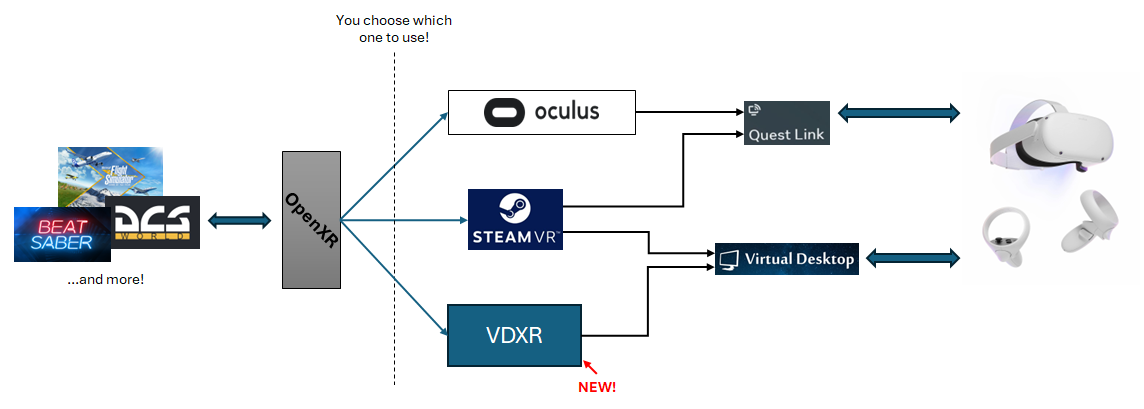 You choose which
one to use!
oculus
Quest Link
Flight
Simulator
OpenXR
BEAT
SABER
DCS
WORLD
STEAMVR™
Virtual Desktop
...and more!
VDXR
NEW!